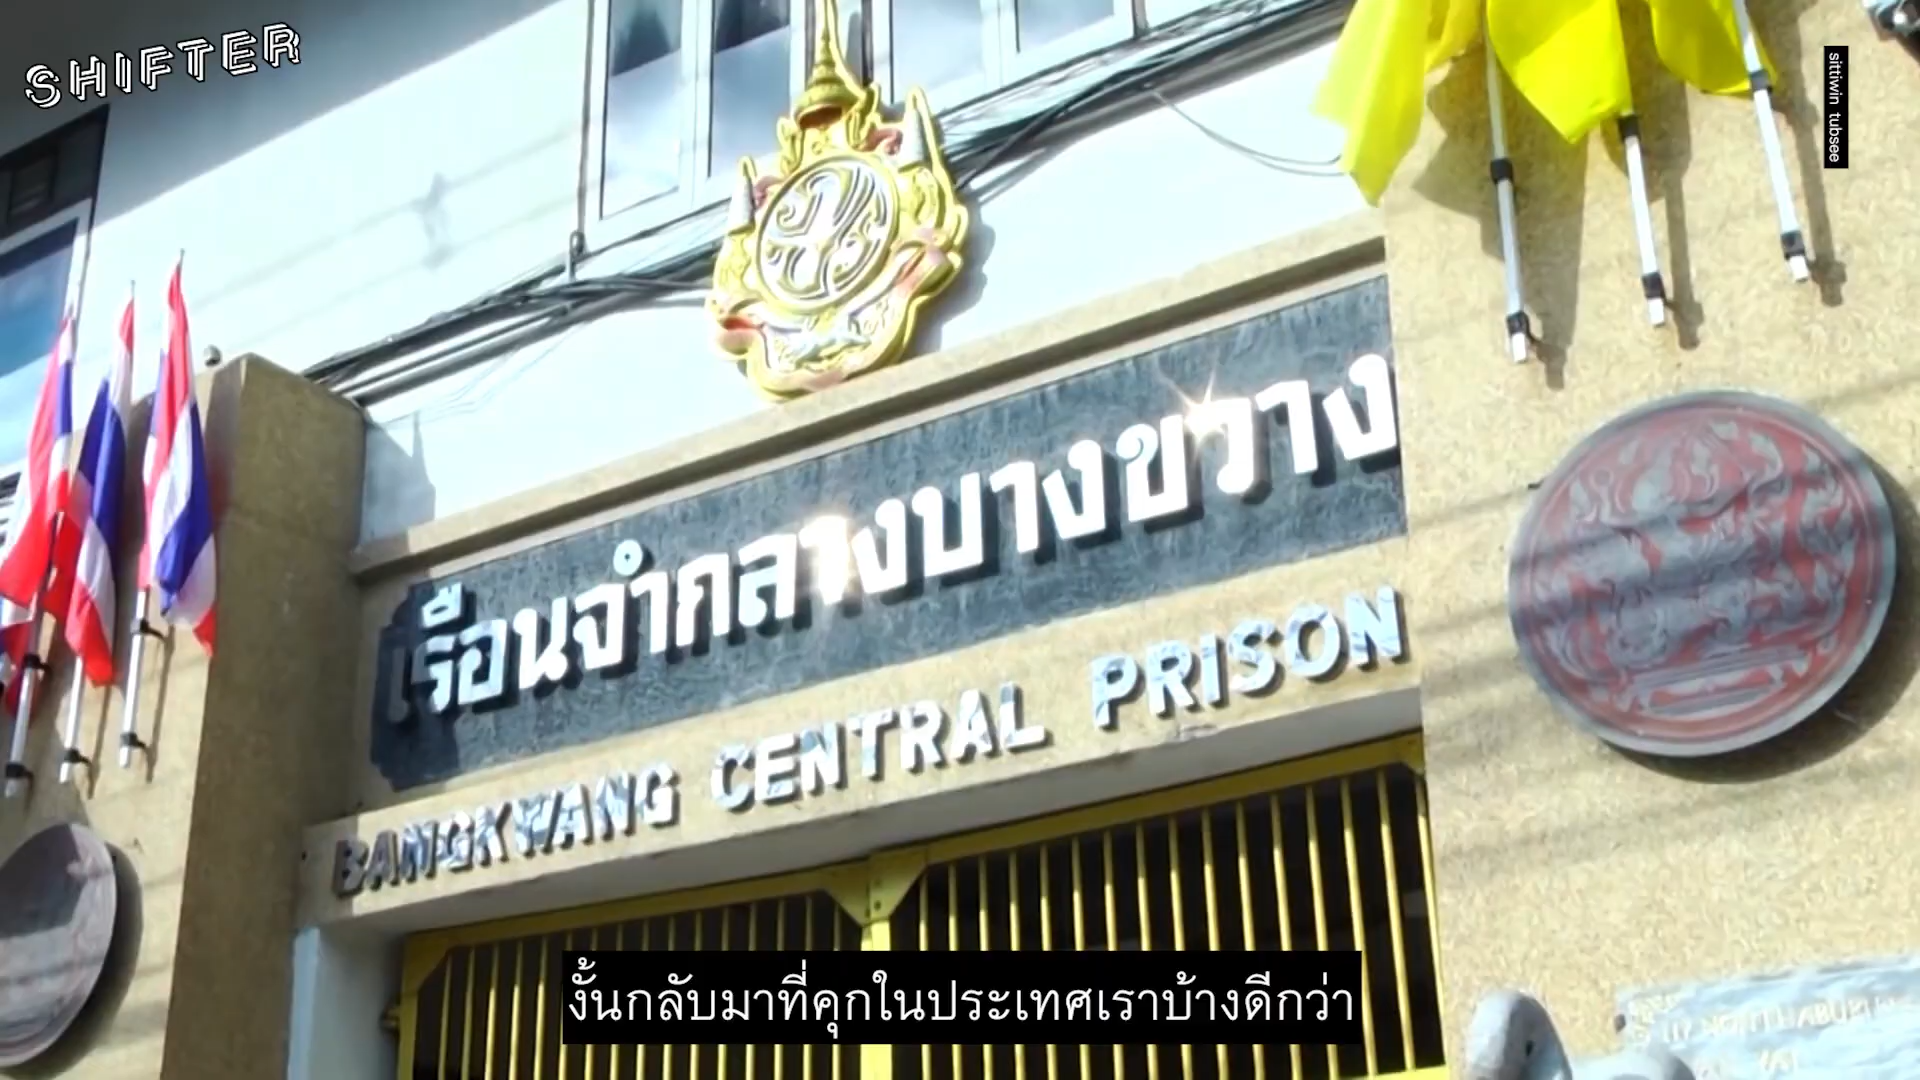 SHIFTER
sittiwin tubsee
เรือนจำกลางบางขวาง
BANGKWANG CENTRAL PRISON
งั้นกลับมาที่คุกในประเทศเราบ้างดีกว่า